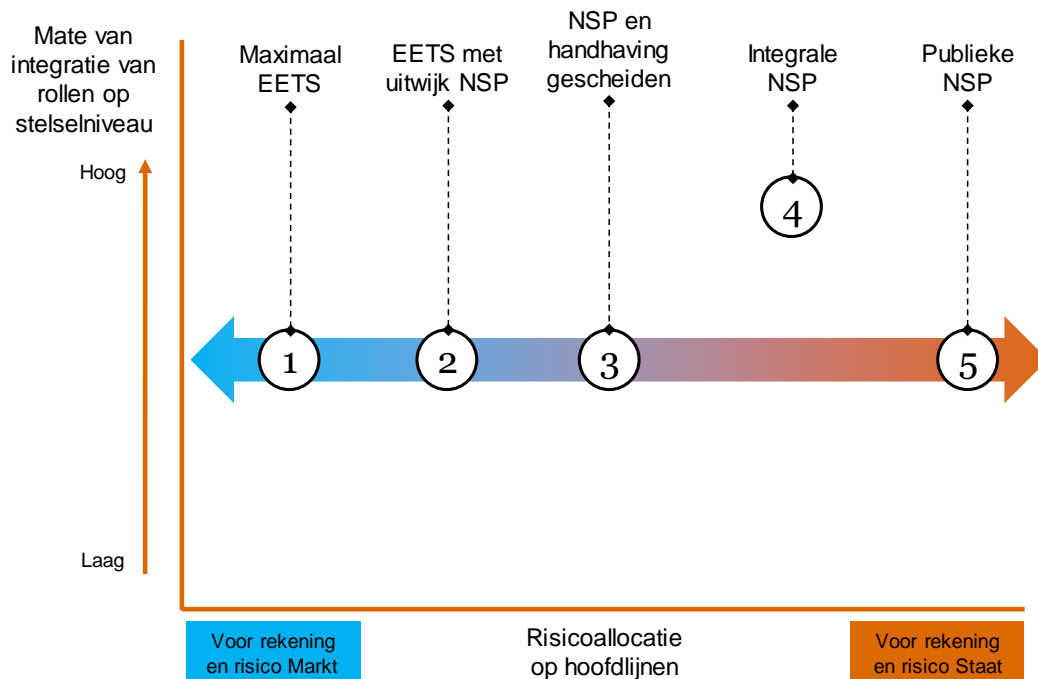 Mate van
integratie van
rollen op
stelselniveau
Hoog
Laag
Maximaal
EETS
EETS met
uitwijk NSP
NSP en
handhaving
gescheiden
Integrale
NSP
Publieke
NSP
1
2
3
4
5
Voor rekening
en risico Markt
Risicoallocatie
op hoofdlijnen
Voor rekening
en risico Staat